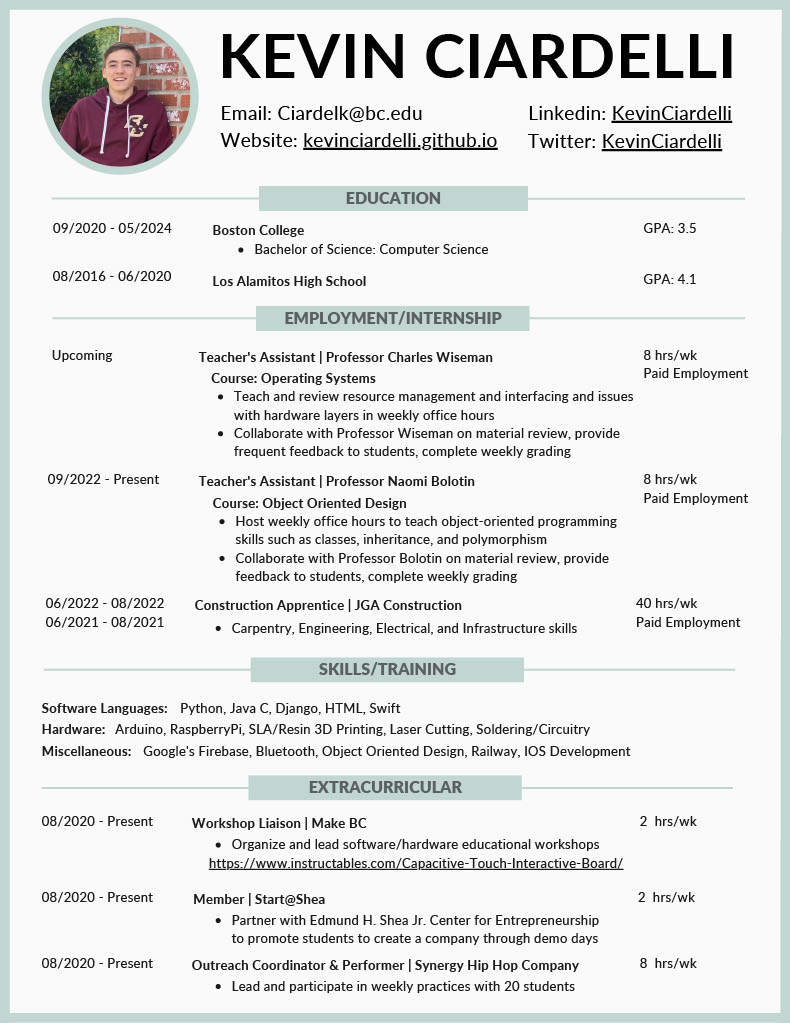 KEVIN CIARDELLI
Email: Ciardelk@bc.edu
Linkedin: KevinCiardelli
Website: kevinciardelli.github.io
Twitter: KevinCiardelli
EDUCATION
09/2020 - 05/2024 Boston College GPA: 3.5
• Bachelor of Science: Computer Science
08/2016 - 06/2020 Los Alamitos High School GPA: 4.1
EMPLOYMENT/INTERNSHIP
Upcoming Teacher's Assistant | Professor Charles Wiseman 8 hrs/wk
Course: Operating Systems Paid Employment
• Teach and review resource management and interfacing and issues
with hardware layers in weekly office hours
• Collaborate with Professor Wiseman on material review, provide
frequent feedback to students, complete weekly grading
09/2022 - Present Teacher's Assistant | Professor Naomi Bolotin 8 hrs/wk
Course: Object Oriented Design Paid Employment
• Host weekly office hours to teach object-oriented programming
skills such as classes, inheritance, and polymorphism
• Collaborate with Professor Bolotin on material review, provide
feedback to students, complete weekly grading
06/2022 - 08/2022 Construction Apprentice | JGA Construction 40 hrs/wk
06/2021 - 08/2021 • Carpentry, Engineering, Electrical, and Infrastructure skills Paid Employment
SKILLS/TRAINING
Software Languages: Python, Java C, Django, HTML, Swift
Hardware: Arduino, RaspberryPi, SLA/Resin 3D Printing, Laser Cutting, Soldering/Circuitry
Miscellaneous: Google's Firebase, Bluetooth, Object Oriented Design, Railway, IOS Development
EXTRACURRICULAR
08/2020 - Present Workshop Liaison | Make BC 2 hrs/wk
• Organize and lead software/hardware educational workshops
https://www.instructables.com/Capacitive-Touch-Interactive-Board/
08/2020 - Present Member | Start@Shea 2 hrs/wk
• Partner with Edmund H. Shea Jr. Center for Entrepreneurship
to promote students to create a company through demo days
08/2020 - Present Outreach Coordinator & Performer | Synergy Hip Hop Company 8 hrs/wk
• Lead and participate in weekly practices with 20 students